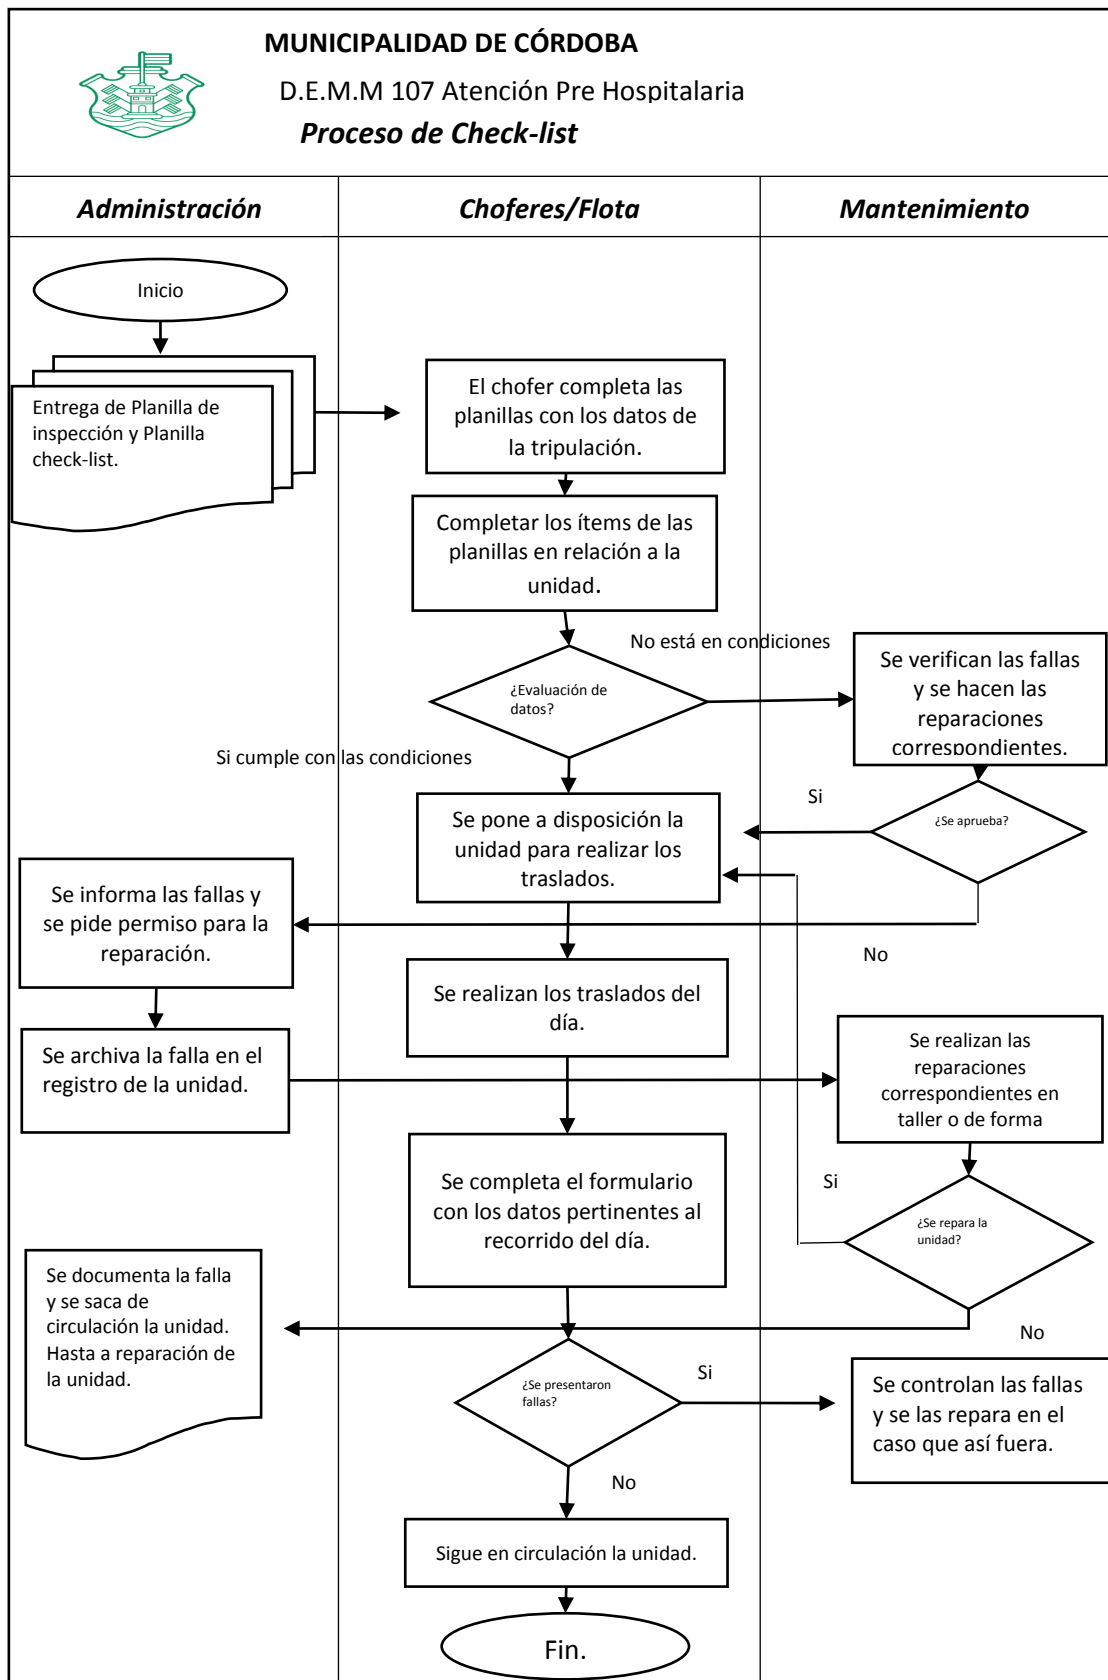 MUNICIPALIDAD DE CÓRDOBA
D.E.M.M 107 Atención Pre Hospitalaria
Proceso de Check-list
Administración
Choferes/Flota
Mantenimiento
Inicio
Entrega de Planilla de
inspección y Planilla
check-list.
El chofer completa las
planillas con los datos de
la tripulación.
Completar los ítems de las
planillas en relación a la
unidad.
No está en condiciones
¿Evaluación de
datos?
Se verifican las fallas
y se hacen las
reparaciones
correspondientes.
Si cumple con las condiciones
Si
¿Se aprueba?
Se pone a disposición la
unidad para realizar los
traslados.
Se informa las fallas y
se pide permiso para la
reparación.
No
Se realizan los traslados del
día.
Se archiva la falla en el
registro de la unidad.
Se realizan las
reparaciones
correspondientes en
taller o de forma
Se completa el formulario
con los datos pertinentes al
recorrido del día.
Si
¿Se repara la
unidad?
Se documenta la falla
y se saca de
circulación la unidad.
Hasta a reparación de
la unidad.
No
¿Se presentaron
fallas?
Si
Se controlan las fallas
y se las repara en el
caso que así fuera.
No
Sigue en circulación la unidad.
Fin.